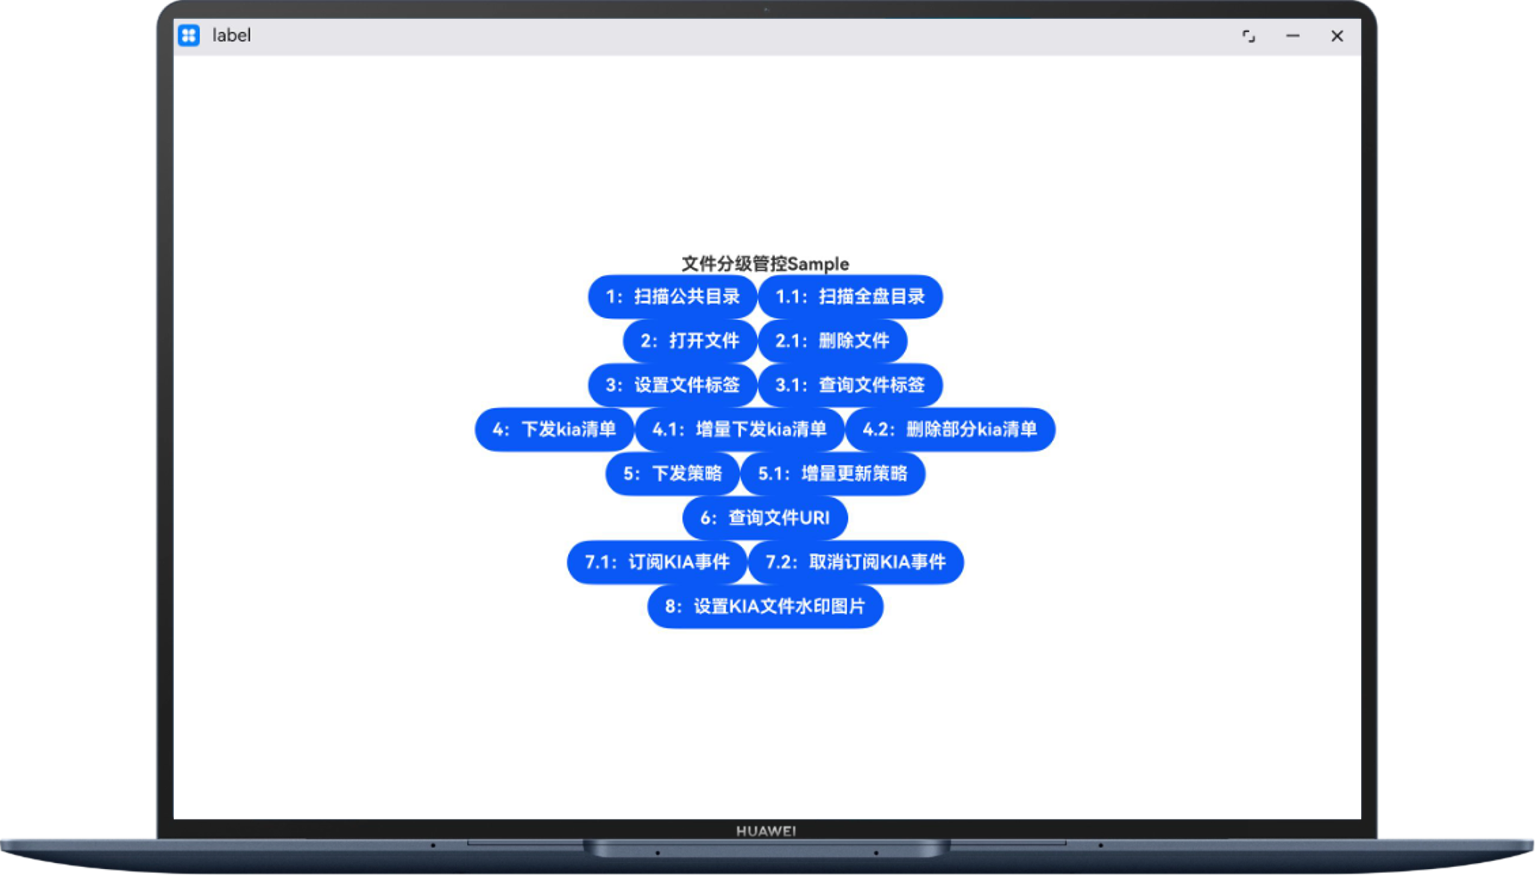 label
文件分级管控Sample
1：扫描公共目录 1.1：扫描全盘目录
2：打开文件 2.1：删除文件
3：设置文件标签 3.1：查询文件标签
4：下发kia清单 4.1：增量下发kia清单 4.2：删除部分kia清单
5：下发策略 5.1：增量更新策略
6：查询文件URI
7.1：订阅KIA事件 7.2：取消订阅KIA事件
8：设置KIA文件水印图片
HUAWEI